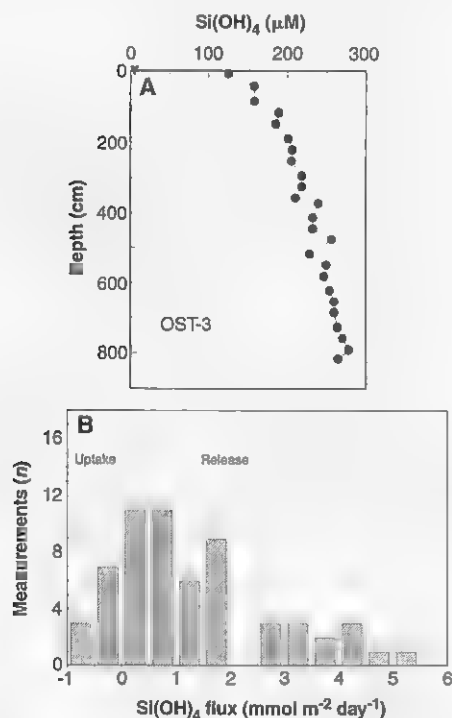 Si(OH)4 (µM)
0 100 200 300
0
A
200
400
600
800
Depth (cm)
OST-3
B
Uptake Release
16
12
8
4
0
Measurements (n)
-1 0 1 2 3 4 5 6
Si(OH)4 flux (mmol m-2 day-1)